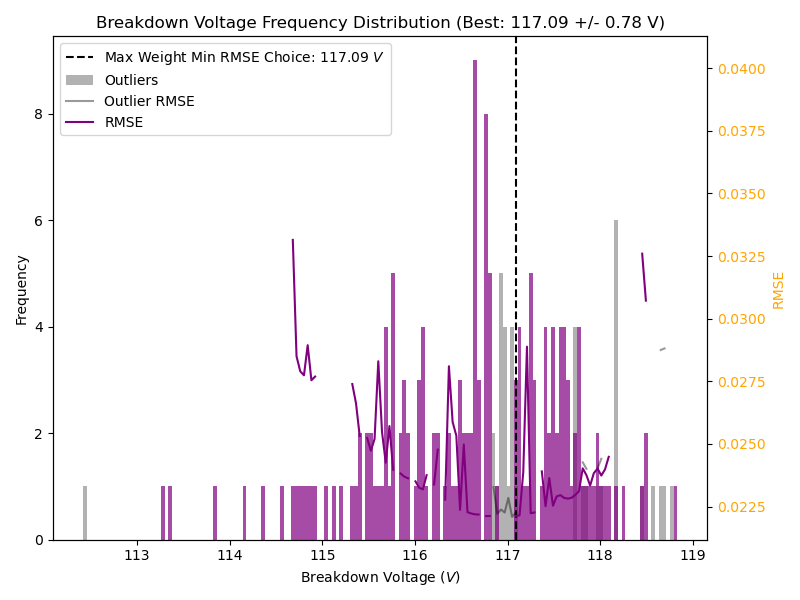 Breakdown Voltage Frequency Distribution (Best: 117.09 +/- 0.78 V)
Max Weight Min RMSE Choice: 117.09 V
Outliers
Outlier RMSE
RMSE
Frequency
0
2
4
6
8
113
114
115
116
117
118
119
Breakdown Voltage (V)
0.0400
0.0375
0.0350
0.0325
0.0300
0.0275
0.0250
0.0225
RMSE